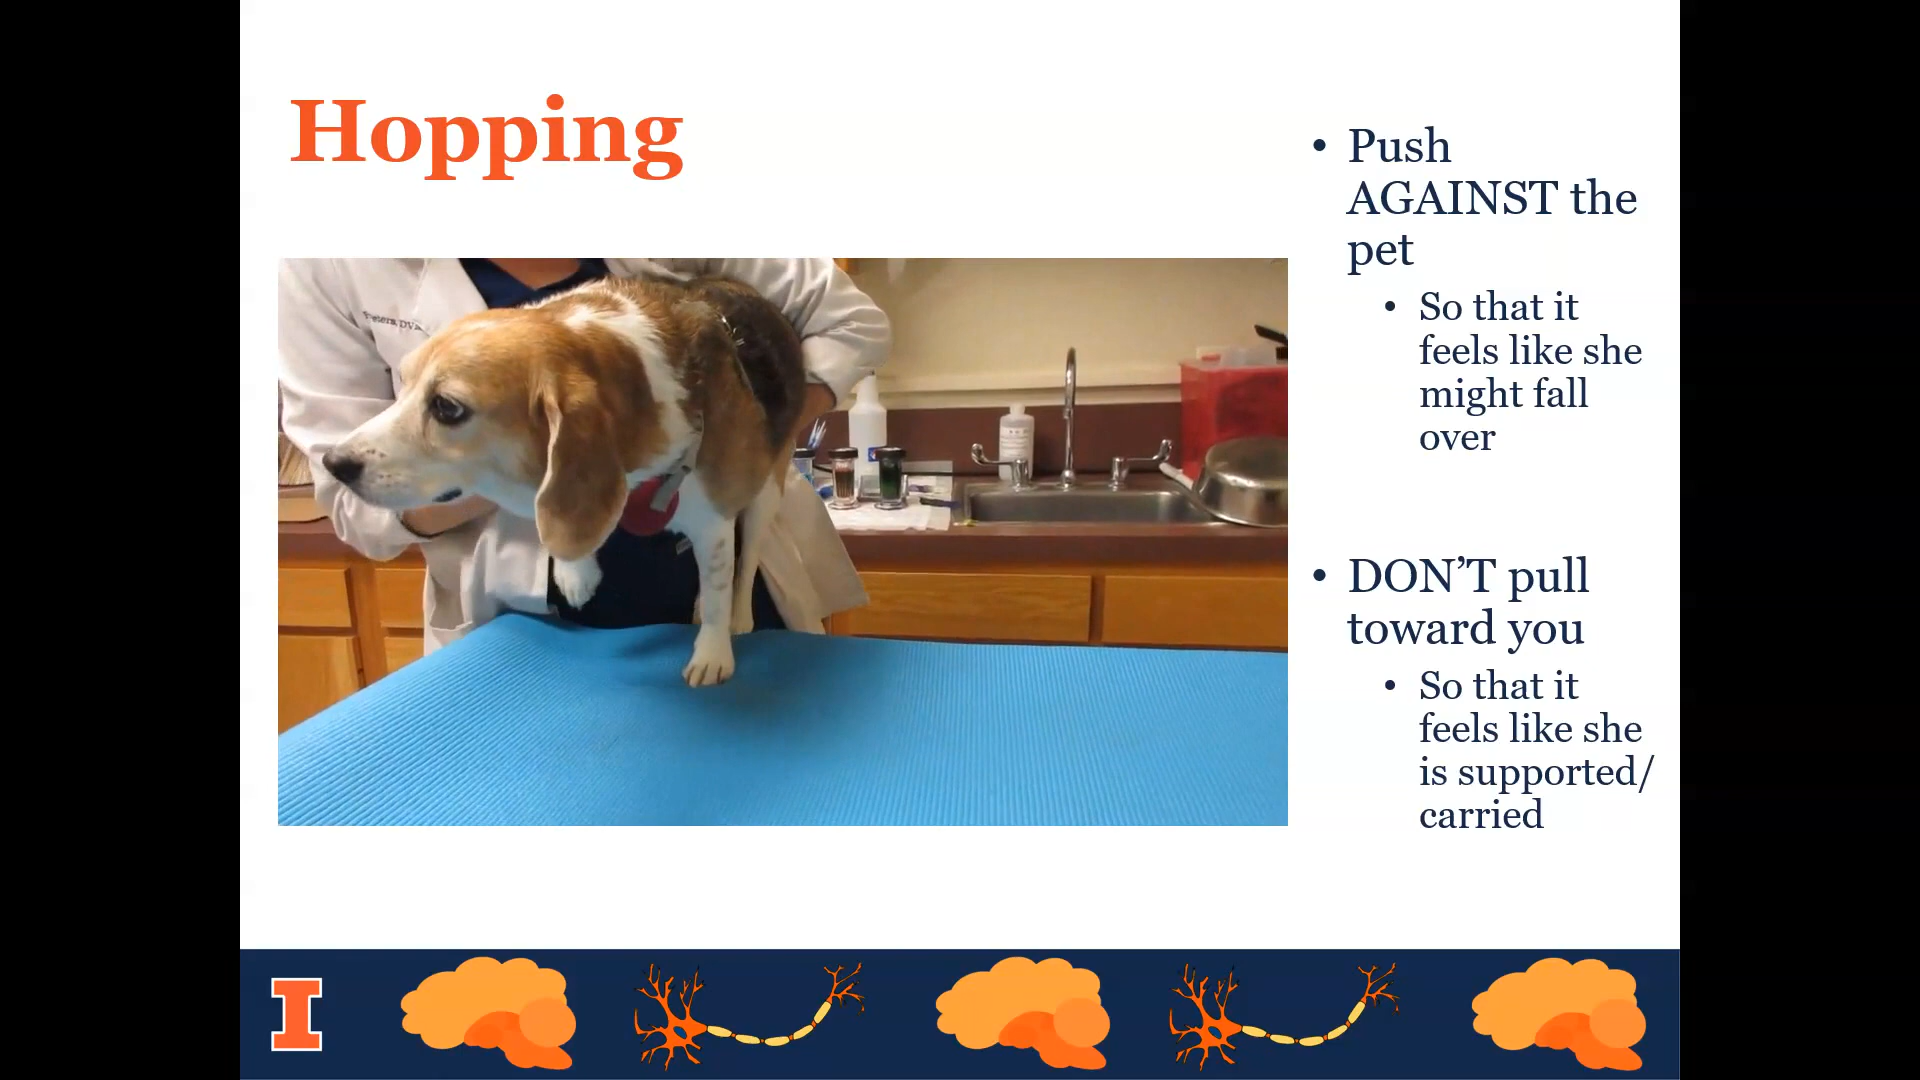 Hopping
• Push
AGAINST the
pet
• So that it
feels like she
might fall
over
• DON’T pull
toward you
• So that it
feels like she
is supported/
carried
I